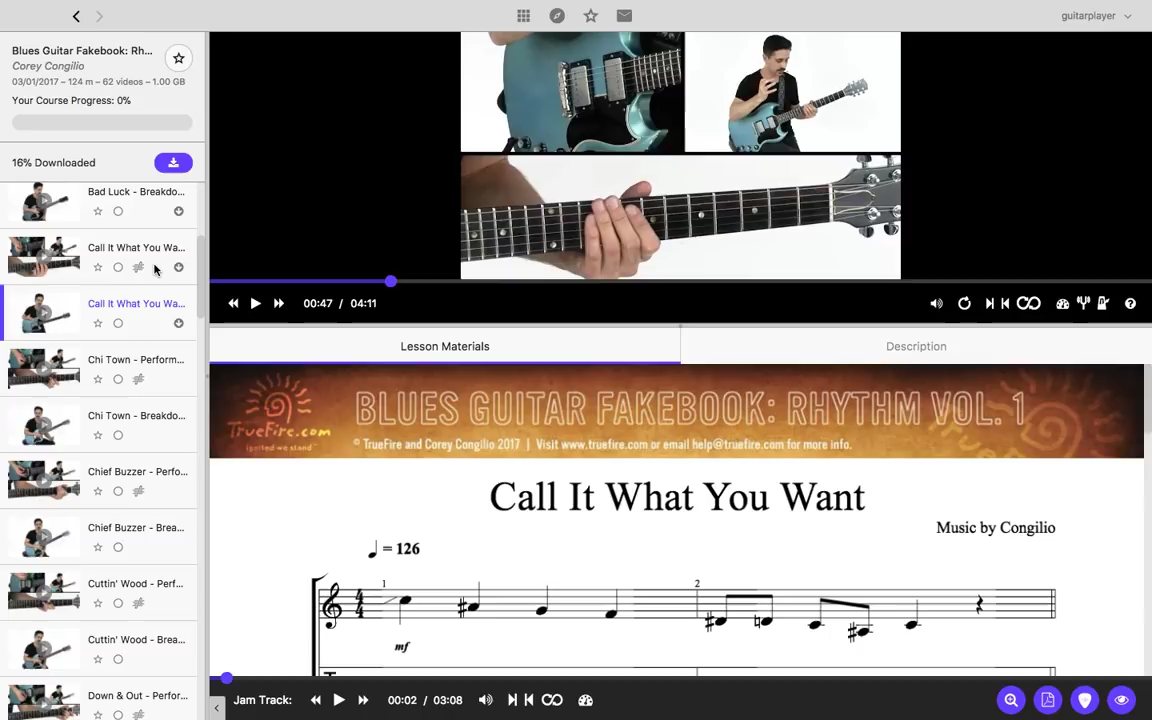 guitarplayer
Blues Guitar Fakebook: Rh...
Corey Congilio
03/01/2017 – 124 m – 62 videos – 1.00 GB
Your Course Progress: 0%
16% Downloaded
Bad Luck - Breakdo...
Call It What You Wa...
Call It What You Wa...
Chi Town - Perform...
Chi Town - Breakdo...
Chief Buzzer - Perfo...
Chief Buzzer - Brea...
Cuttin' Wood - Perf...
Cuttin' Wood - Brea...
Down & Out - Perfor...
00:47 / 04:11
Lesson Materials
Description
TrueFire.com
ignited we stand
BLUES GUITAR FAKEBOOK: RHYTHM VOL. 1
© TrueFire and Corey Congilio 2017 | Visit www.truefire.com or email help@truefire.com for more info.
Call It What You Want
Music by Congilio
= 126
1
2
4
4
mf
Jam Track:
00:02 / 03:08